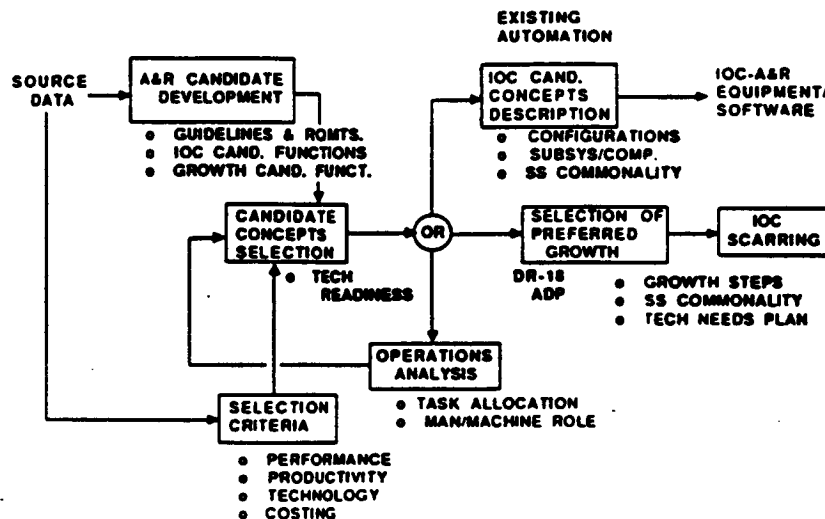 EXISTING
AUTOMATION
SOURCE
DATA
A&R CANDIDATE
DEVELOPMENT
IOC CAND.
CONCEPTS
DESCRIPTION
IOC-A&R
EQUIPMENT&
SOFTWARE
● GUIDELINES & RQMTS.
● IOC CAND. FUNCTIONS
● GROWTH CAND. FUNCT.
● CONFIGURATIONS
● SUBSYS/COMP.
● SS COMMONALITY
CANDIDATE
CONCEPTS
SELECTION
OR
SELECTION OF
PREFERRED
GROWTH
IOC
SCARRING
● TECH
READINESS
DR-18
ADP
● GROWTH STEPS
● SS COMMONALITY
● TECH NEEDS PLAN
OPERATIONS
ANALYSIS
● TASK ALLOCATION
● MAN/MACHINE ROLE
SELECTION
CRITERIA
● PERFORMANCE
● PRODUCTIVITY
● TECHNOLOGY
● COSTING